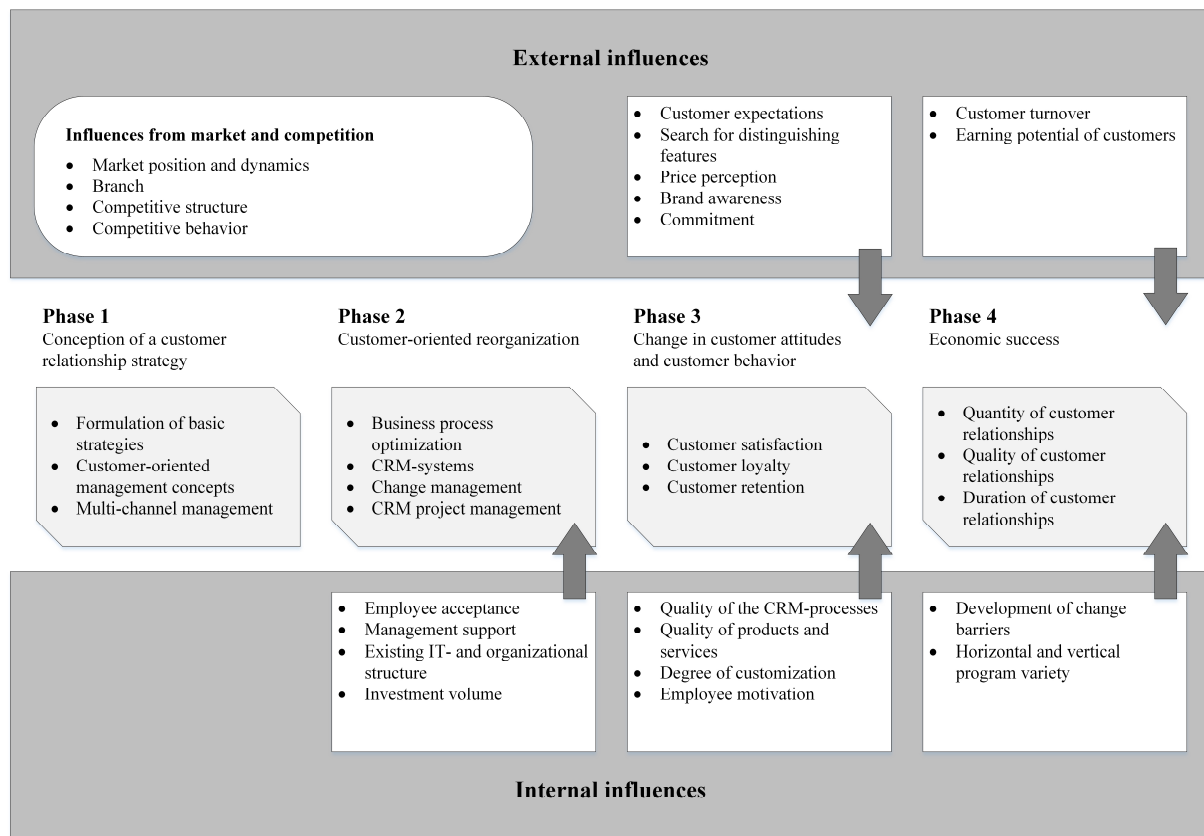 External influences
Influences from market and competition
• Market position and dynamics
• Branch
• Competitive structure
• Competitive behavior
• Customer expectations
• Search for distinguishing
features
• Price perception
• Brand awareness
• Commitment
• Customer turnover
• Earning potential of customers
Phase 1
Conception of a customer
relationship strategy
• Formulation of basic
strategies
• Customer-oriented
management concepts
• Multi-channel management
Phase 2
Customer-oriented reorganization
• Business process
optimization
• CRM-systems
• Change management
• CRM project management
Phase 3
Change in customer attitudes
and customer behavior
• Customer satisfaction
• Customer loyalty
• Customer retention
Phase 4
Economic success
• Quantity of customer
relationships
• Quality of customer
relationships
• Duration of customer
relationships
• Employee acceptance
• Management support
• Existing IT- and organizational
structure
• Investment volume
• Quality of the CRM-processes
• Quality of products and
services
• Degree of customization
• Employee motivation
• Development of change
barriers
• Horizontal and vertical
program variety
Internal influences